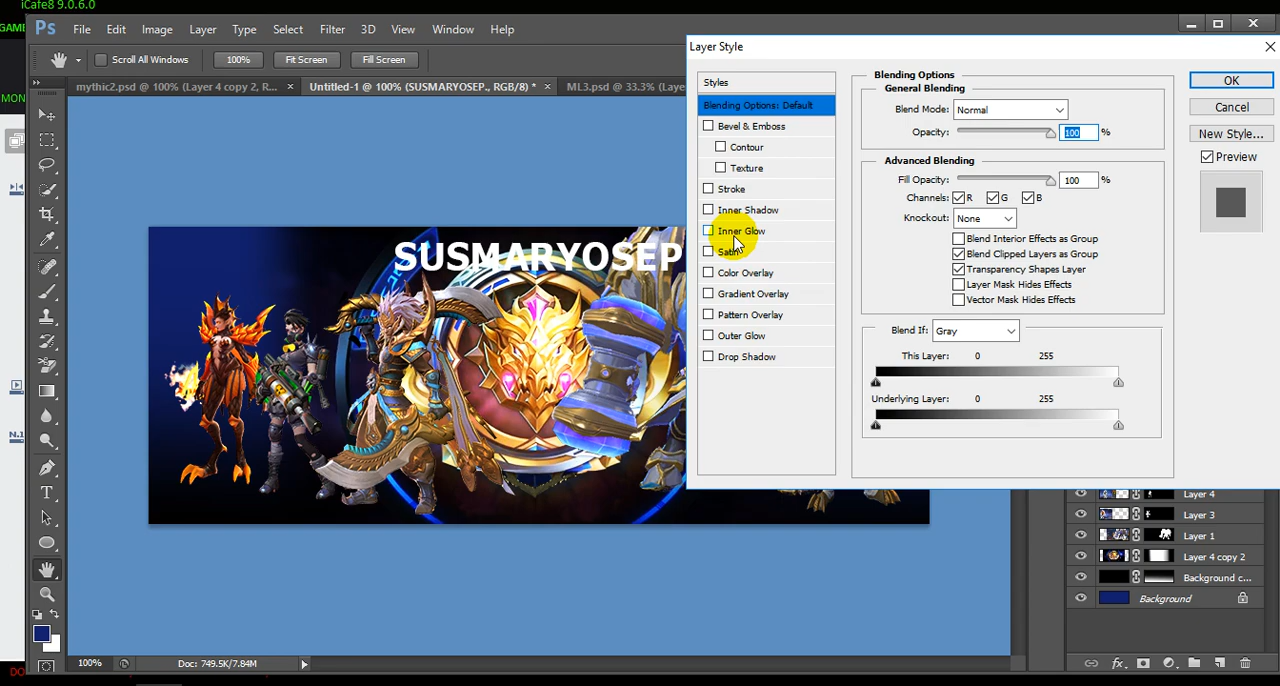 iCafe8 9.0.6.0
GAME
MON
Ps File Edit Image Layer Type Select Filter 3D View Window Help
Scroll All Windows 100% Fit Screen Fill Screen
mythic2.psd @ 100% (Layer 4 copy 2, R... × Untitled-1 @ 100% (SUSMARYOSEP., RGB/8) * × ML3.psd @ 33.3% (Laye
SUSMARYOSEP
Layer Style
Styles
Blending Options: Default
Bevel & Emboss
Contour
Texture
Stroke
Inner Shadow
Inner Glow
Satin
Color Overlay
Gradient Overlay
Pattern Overlay
Outer Glow
Drop Shadow
Blending Options
General Blending
Blend Mode: Normal
Opacity: 100 %
Advanced Blending
Fill Opacity: 100 %
Channels: R G B
Knockout: None
Blend Interior Effects as Group
Blend Clipped Layers as Group
Transparency Shapes Layer
Layer Mask Hides Effects
Vector Mask Hides Effects
Blend If: Gray
This Layer: 0 255
Underlying Layer: 0 255
OK
Cancel
New Style...
Preview
Layer 4
Layer 3
Layer 1
Layer 4 copy 2
Background c...
Background
N.1
DO
100% Doc: 749.5K/7.84M
fx